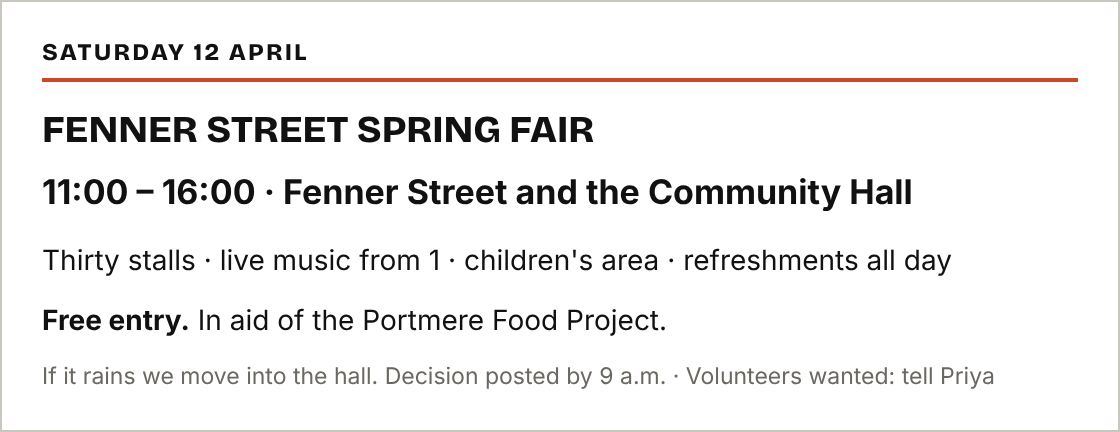 SATURDAY 12 APRIL
FENNER STREET SPRING FAIR
11:00 – 16:00 · Fenner Street and the Community Hall
Thirty stalls · live music from 1 · children's area · refreshments all day
Free entry. In aid of the Portmere Food Project.
If it rains we move into the hall. Decision posted by 9 a.m. · Volunteers wanted: tell Priya